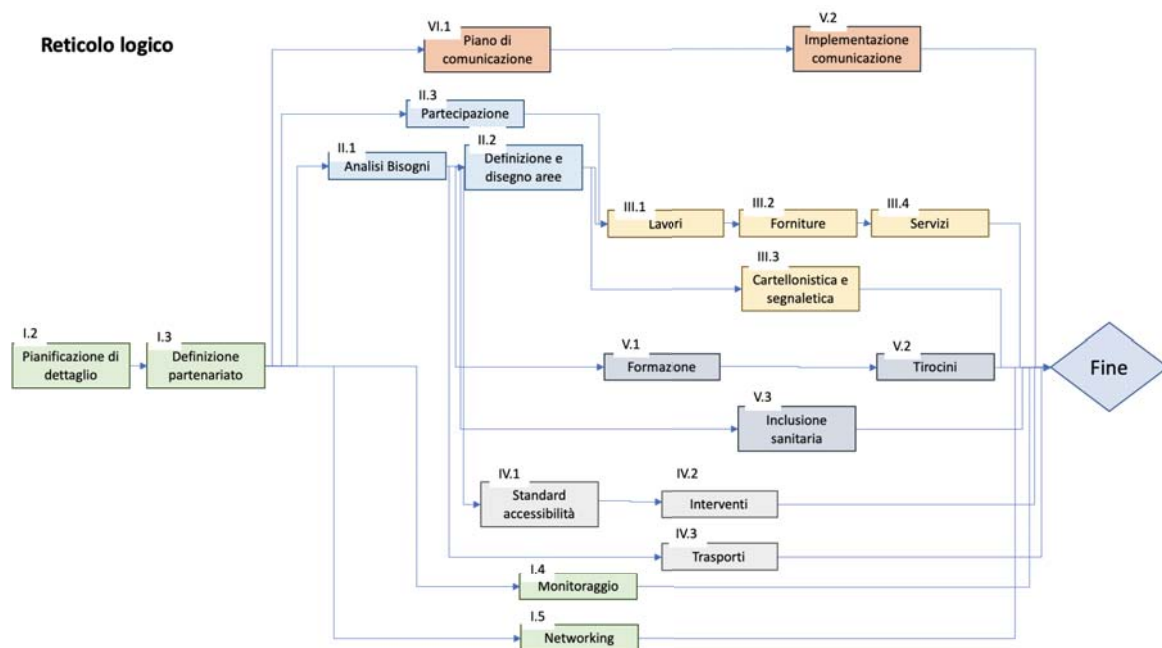 Reticolo logico
VI.1
Piano di
comunicazione
V.2
Implementazione
comunicazione
II.3
Partecipazione
II.1
Analisi Bisogni
II.2
Definizione e
disegno aree
III.1
Lavori
III.2
Forniture
III.4
Servizi
III.3
Cartellonistica e
segnaletica
I.2
Pianificazione di
dettaglio
I.3
Definizione
partenariato
V.1
Formazione
V.2
Tirocini
Fine
V.3
Inclusione
sanitaria
IV.1
Standard
accessibilità
IV.2
Interventi
IV.3
Trasporti
I.4
Monitoraggio
I.5
Networking